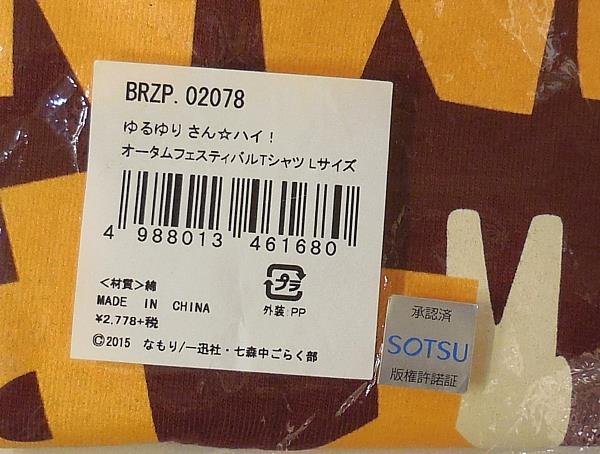 BRZP. 02078
ゆるゆり さん☆ハイ！
オータムフェスティバルTシャツ Lサイズ
4 988013 461680
＜材質＞綿
MADE IN CHINA
¥2,778+税
プラ
外装:PP
©2015 なもり/一迅社・七森中ごらく部
承認済
SOTSU
版権許諾証